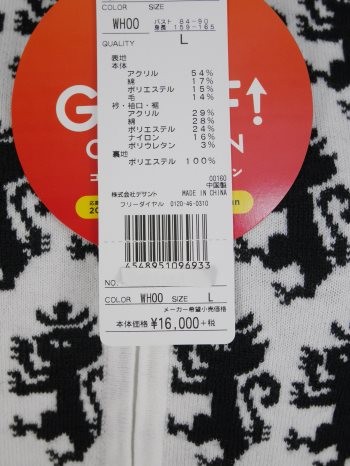 COLOR SIZE
WH00 バスト 84-90
身長 159-165
QUALITY L
表地
本体
アクリル 54%
綿 17%
ポリエステル 15%
毛 14%
衿・袖口・裾
アクリル 29%
綿 28%
ポリエステル 24%
ナイロン 16%
ポリウレタン 3%
裏地
ポリエステル 100%
00160
中国製
株式会社デサント MADE IN CHINA
フリーダイヤル 0120-46-0310
4548951096933
NO.
COLOR WH00 SIZE L
メーカー希望小売価格
本体価格 ¥16,000+税